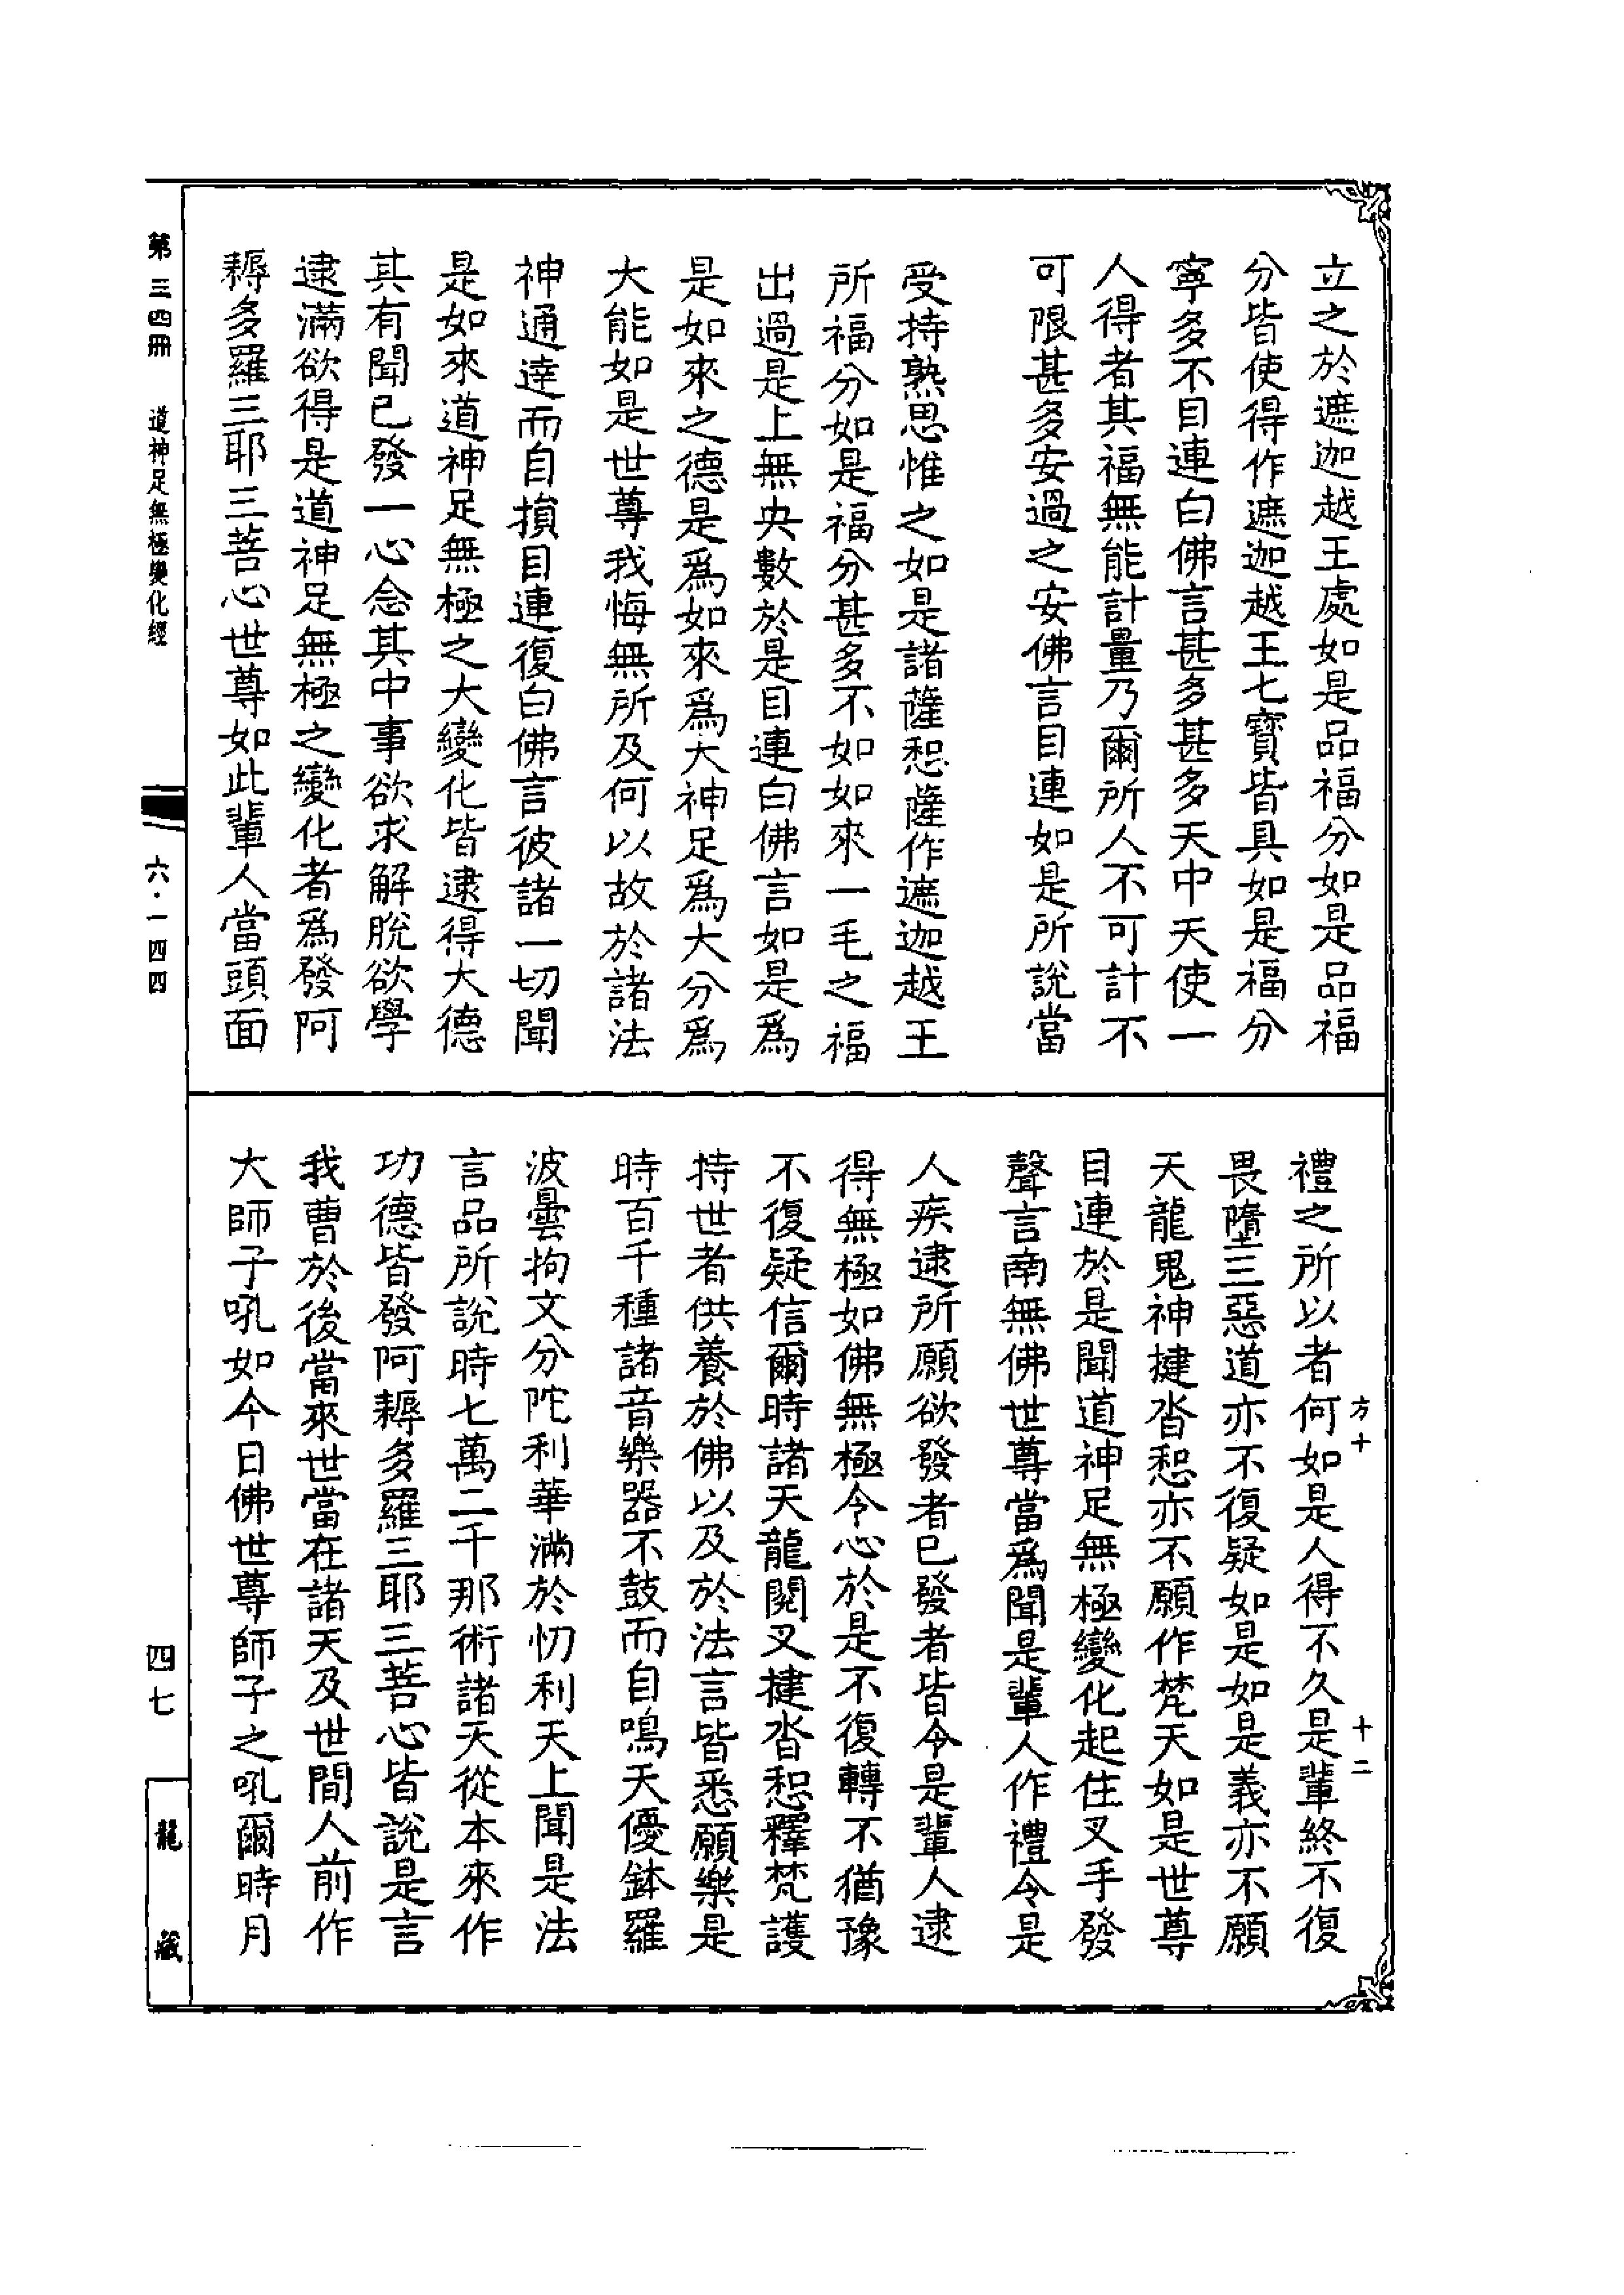 立之於遮迦越王處如是品福分如是品福
分皆使得作遮迦越王七寶皆具如是福分
寧多不目連白佛言甚多甚多天中天使一
人得者其福無能計量乃爾所人不可計不
可限甚多安過之安佛言目連如是所說當
受持熟思惟之如是諸薩惒薩作遮迦越王
所福分如是福分甚多不如如來一毛之福
出過是上無央數於是目連白佛言如是爲
是如來之德是爲如來爲大神足爲大分爲
大能如是世尊我悔無所及何以故於諸法
神通達而自損目連復白佛言彼諸一切聞
是如來道神足無極之大變化皆逮得大德
其有聞已發一心念其中事欲求解脫欲學
逮滿欲得是道神足無極之變化者爲發阿
耨多羅三耶三菩心世尊如此輩人當頭面
禮之所以者何如是人得不久是輩終不復
畏墮三惡道亦不復疑如是如是義亦不願
天龍鬼神揵沓惒亦不願作梵天如是世尊
目連於是聞道神足無極變化起住叉手發
聲言南無佛世尊當爲聞是輩人作禮令是
人疾逮所願欲發者已發者皆令是輩人逮
得無極如佛無極令心於是不復轉不猶豫
不復疑信爾時諸天龍閱叉揵沓惒釋梵護
持世者供養於佛以及於法言皆悉願樂是
時百千種諸音樂器不鼓而自鳴天優鉢羅
波曇拘文分陀利華滿於忉利天上聞是法
言品所說時七萬二千那術諸天從本來作
功德皆發阿耨多羅三耶三菩心皆說是言
我曹於後當來世當在諸天及世間人前作
大師子吼如今日佛世尊師子之吼爾時月
方十
十二
第三四冊
道神足無極變化經
六·一四四
四七
龍藏